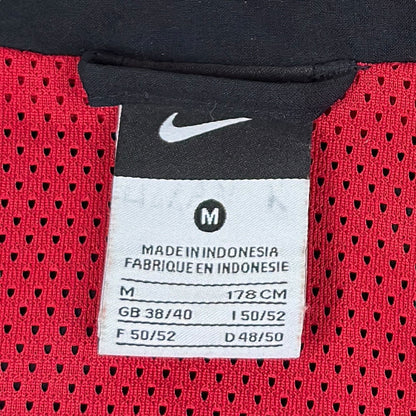 M
MADE IN INDONESIA
FABRIQUE EN INDONESIE
M 178 CM
GB 38/40 I 50/52
F 50/52 D 48/50